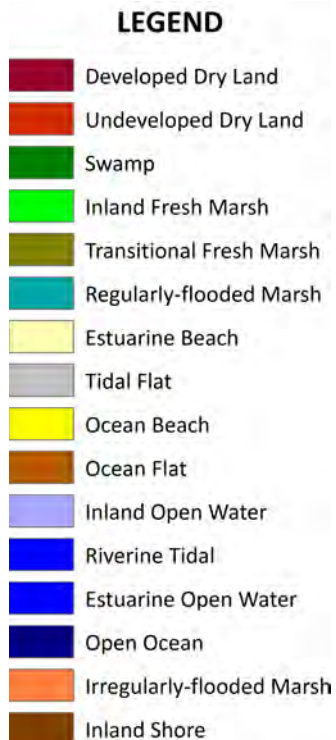 LEGEND
Developed Dry Land
Undeveloped Dry Land
Swamp
Inland Fresh Marsh
Transitional Fresh Marsh
Regularly-flooded Marsh
Estuarine Beach
Tidal Flat
Ocean Beach
Ocean Flat
Inland Open Water
Riverine Tidal
Estuarine Open Water
Open Ocean
Irregularly-flooded Marsh
Inland Shore